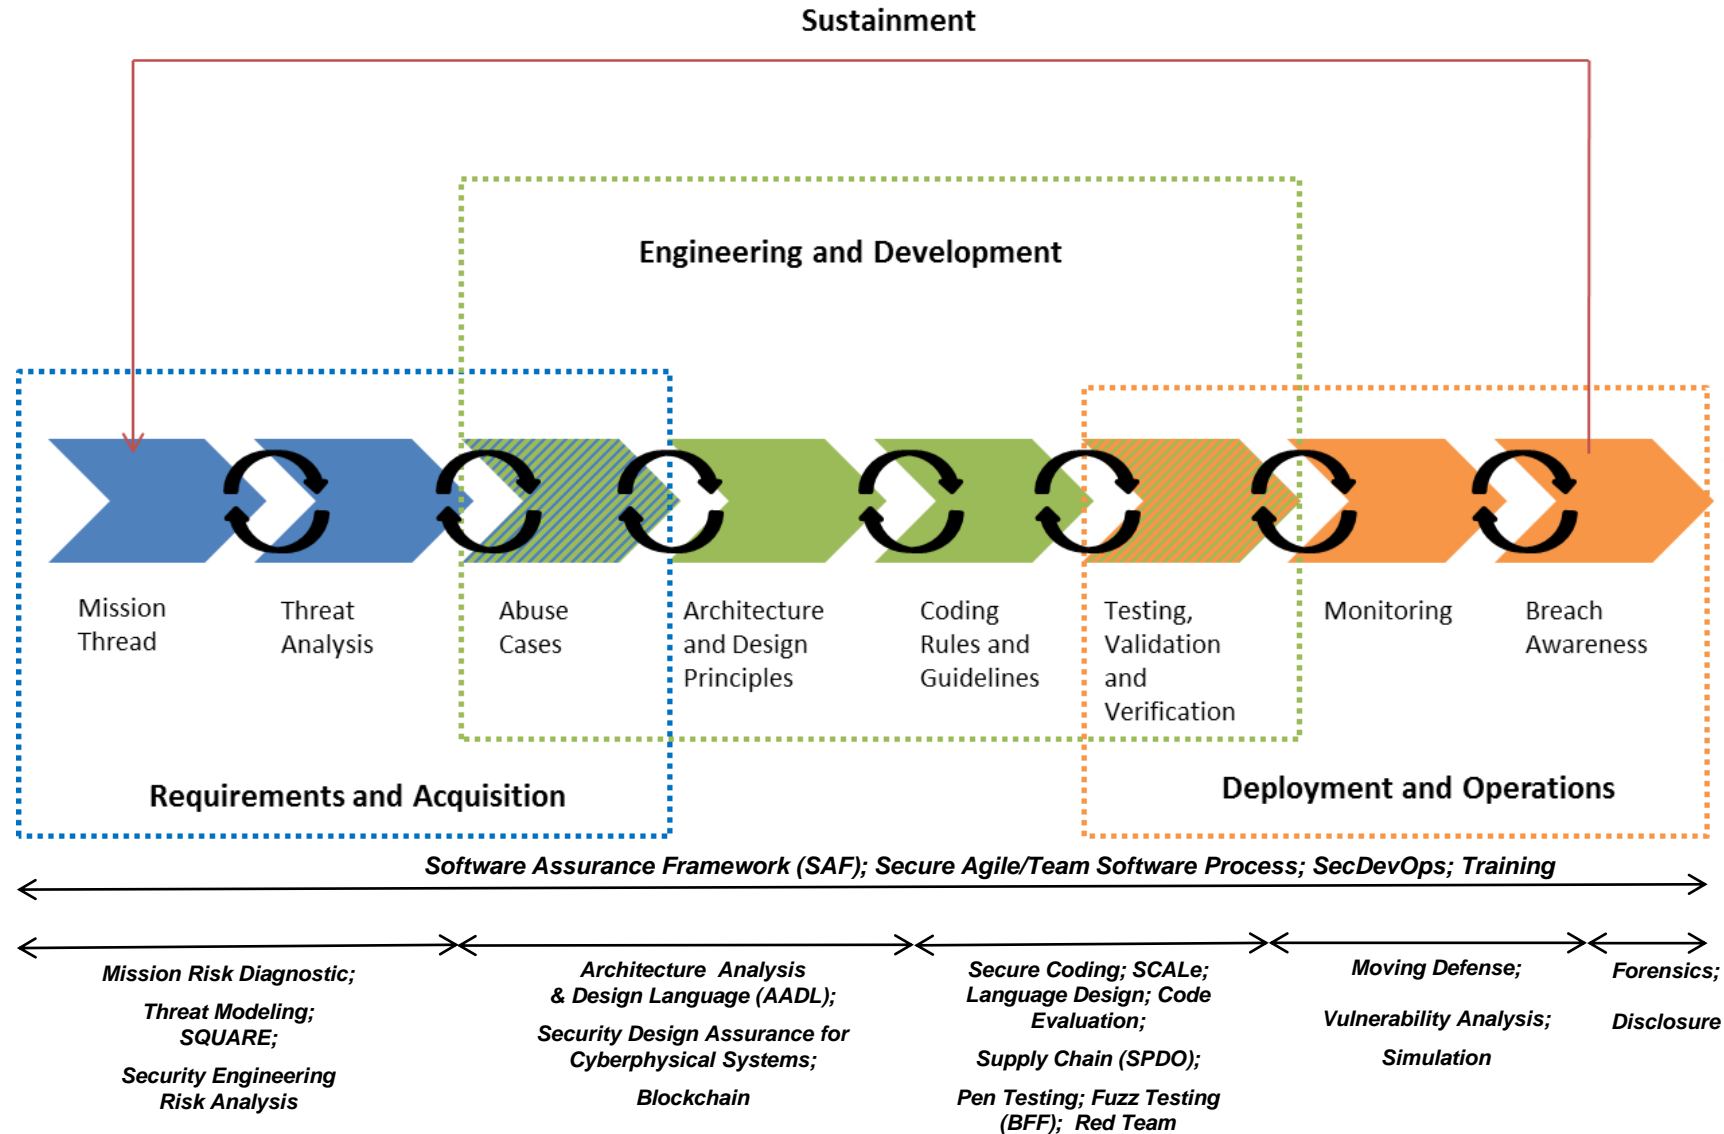 Sustainment
Engineering and Development
Mission
Thread
Threat
Analysis
Abuse
Cases
Architecture
and Design
Principles
Coding
Rules and
Guidelines
Testing,
Validation
and
Verification
Monitoring
Breach
Awareness
Requirements and Acquisition
Deployment and Operations
Software Assurance Framework (SAF); Secure Agile/Team Software Process; SecDevOps; Training
Mission Risk Diagnostic;
Threat Modeling;
SQUARE;
Security Engineering
Risk Analysis
Architecture Analysis
& Design Language (AADL);
Security Design Assurance for
Cyberphysical Systems;
Blockchain
Secure Coding; SCALe;
Language Design; Code
Evaluation;
Supply Chain (SPDO);
Pen Testing; Fuzz Testing
(BFF); Red Team
Moving Defense;
Vulnerability Analysis;
Simulation
Forensics;
Disclosure